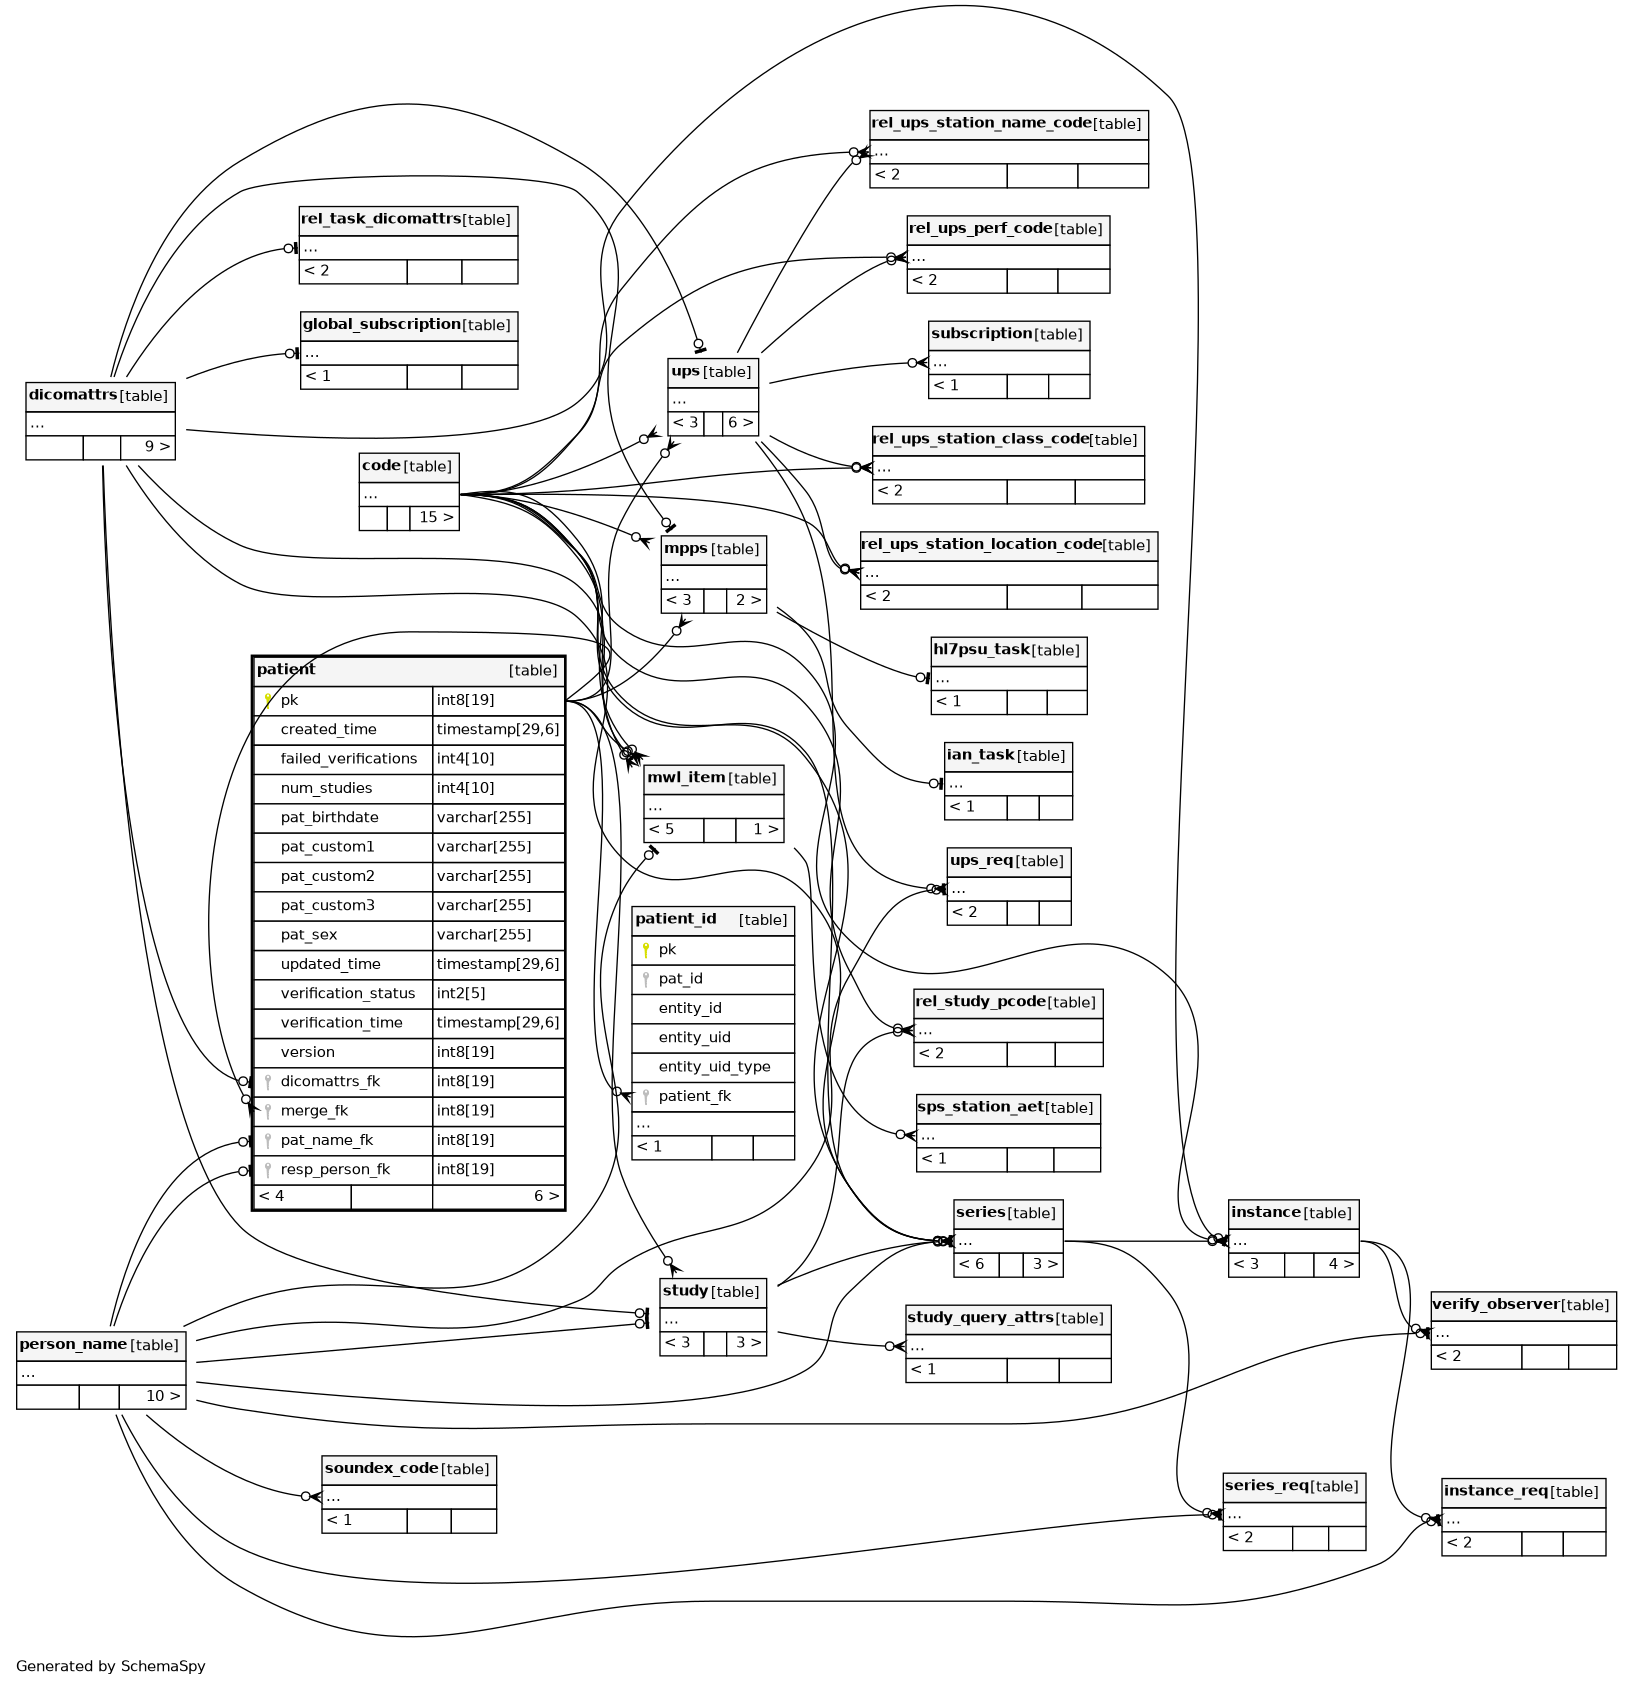 rel_ups_station_name_code [table]
...
< 2
rel_task_dicomattrs [table]
...
< 2
rel_ups_perf_code [table]
...
< 2
global_subscription [table]
...
< 1
subscription [table]
...
< 1
ups [table]
...
< 3 6 >
dicomattrs [table]
...
9 >
rel_ups_station_class_code [table]
...
< 2
code [table]
...
15 >
mpps [table]
...
< 3 2 >
rel_ups_station_location_code [table]
...
< 2
hl7psu_task [table]
...
< 1
patient [table]
pk int8[19]
created_time timestamp[29,6]
failed_verifications int4[10]
num_studies int4[10]
pat_birthdate varchar[255]
pat_custom1 varchar[255]
pat_custom2 varchar[255]
pat_custom3 varchar[255]
pat_sex varchar[255]
updated_time timestamp[29,6]
verification_status int2[5]
verification_time timestamp[29,6]
version int8[19]
dicomattrs_fk int8[19]
merge_fk int8[19]
pat_name_fk int8[19]
resp_person_fk int8[19]
< 4 6 >
ian_task [table]
...
< 1
mwl_item [table]
...
< 5 1 >
ups_req [table]
...
< 2
patient_id [table]
pk
pat_id
entity_id
entity_uid
entity_uid_type
patient_fk
...
< 1
rel_study_pcode [table]
...
< 2
sps_station_aet [table]
...
< 1
series [table]
...
< 6 3 >
instance [table]
...
< 3 4 >
study [table]
...
< 3 3 >
verify_observer [table]
...
< 2
study_query_attrs [table]
...
< 1
person_name [table]
...
10 >
soundex_code [table]
...
< 1
series_req [table]
...
< 2
instance_req [table]
...
< 2
Generated by SchemaSpy